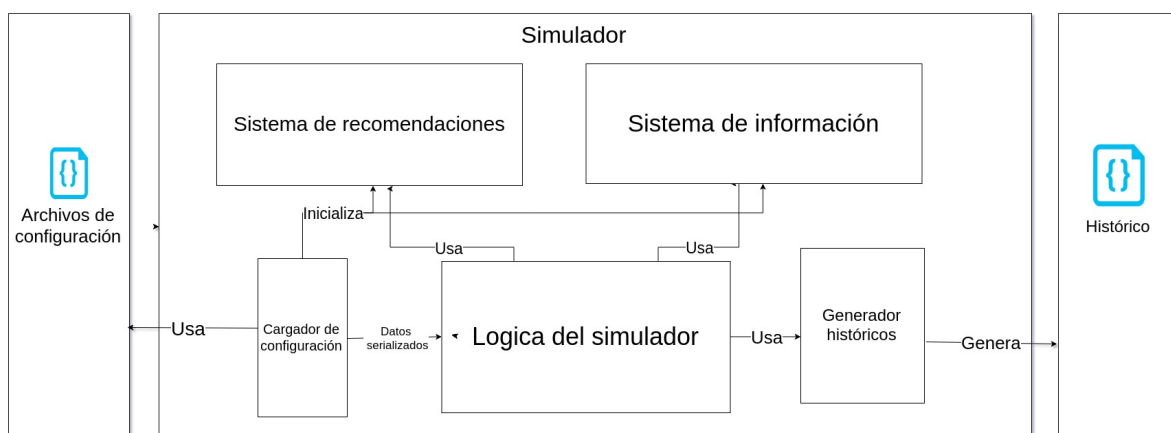 Simulador
Sistema de recomendaciones
Sistema de información
{}
Archivos de
configuración
{}
Histórico
Inicializa
Usa
Usa
Usa
Cargador de
configuración
Datos
serializados
Logica del simulador
Usa
Generador
históricos
Genera